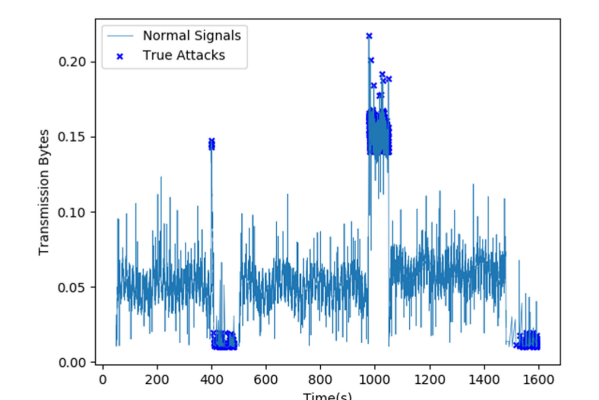 Normal Signals
True Attacks
0.20
0.15
0.10
0.05
0.00
Transmission Bytes
0 200 400 600 800 1000 1200 1400 1600
Time(s)